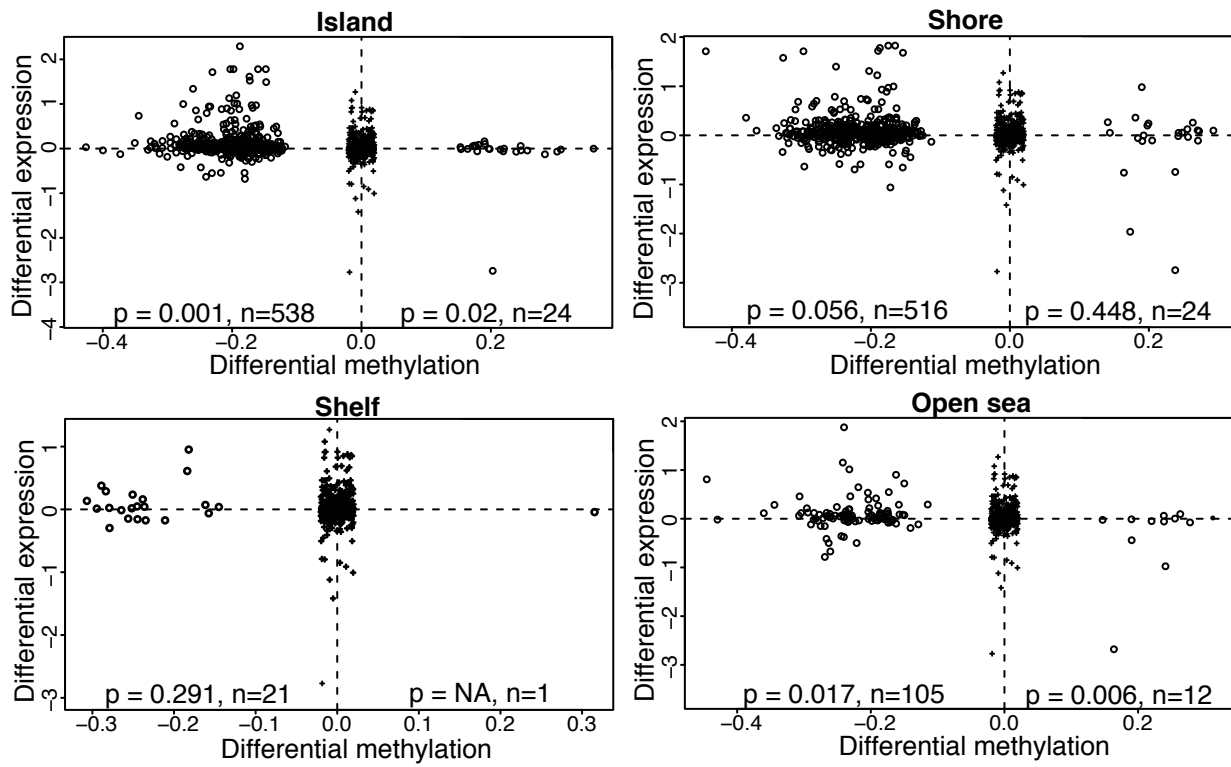 Island
Differential expression
2
1
0
−1
−2
−3
−4
p = 0.001, n=538
p = 0.02, n=24
−0.4
−0.2
0.0
0.2
Differential methylation
Shore
Differential expression
2
1
0
−1
−2
−3
p = 0.056, n=516
p = 0.448, n=24
−0.4
−0.2
0.0
0.2
Differential methylation
Shelf
Differential expression
1
0
−1
−2
−3
p = 0.291, n=21
p = NA, n=1
−0.3
−0.2
−0.1
0.0
0.1
0.2
0.3
Differential methylation
Open sea
Differential expression
2
1
0
−1
−2
−3
p = 0.017, n=105
p = 0.006, n=12
−0.4
−0.2
0.0
0.2
Differential methylation